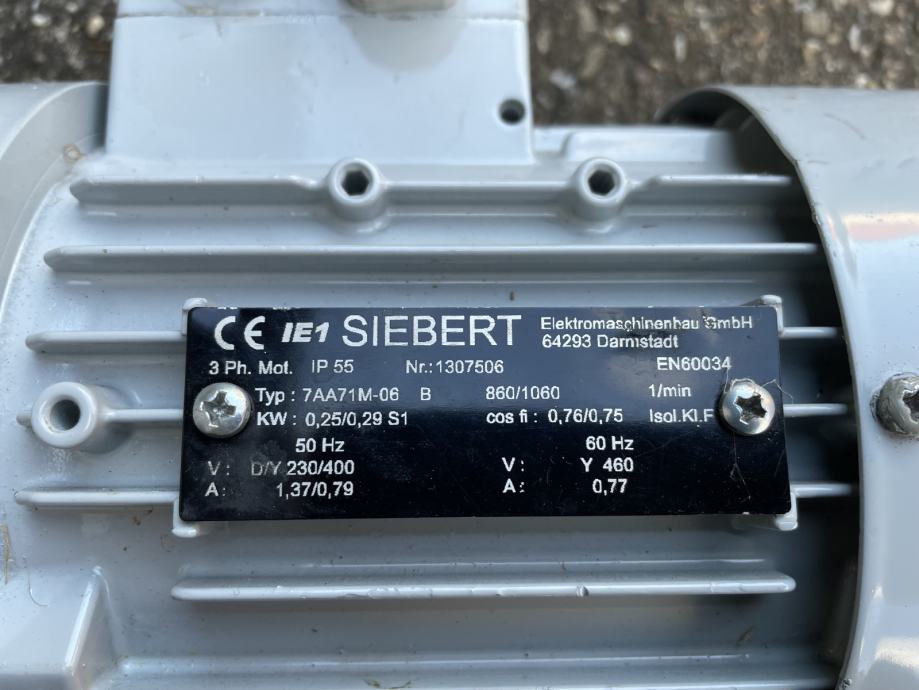 CE IE1 SIEBERT Elektromaschinenbau GmbH
64293 Darmstadt
3 Ph. Mot. IP 55 Nr.:1307506 EN60034
Typ : 7AA71M-06 B 860/1060 1/min
KW : 0,25/0,29 S1 cos fi : 0,76/0,75 Isol.Kl.F
50 Hz 60 Hz
V : D/Y 230/400 V : Y 460
A : 1,37/0,79 A : 0,77